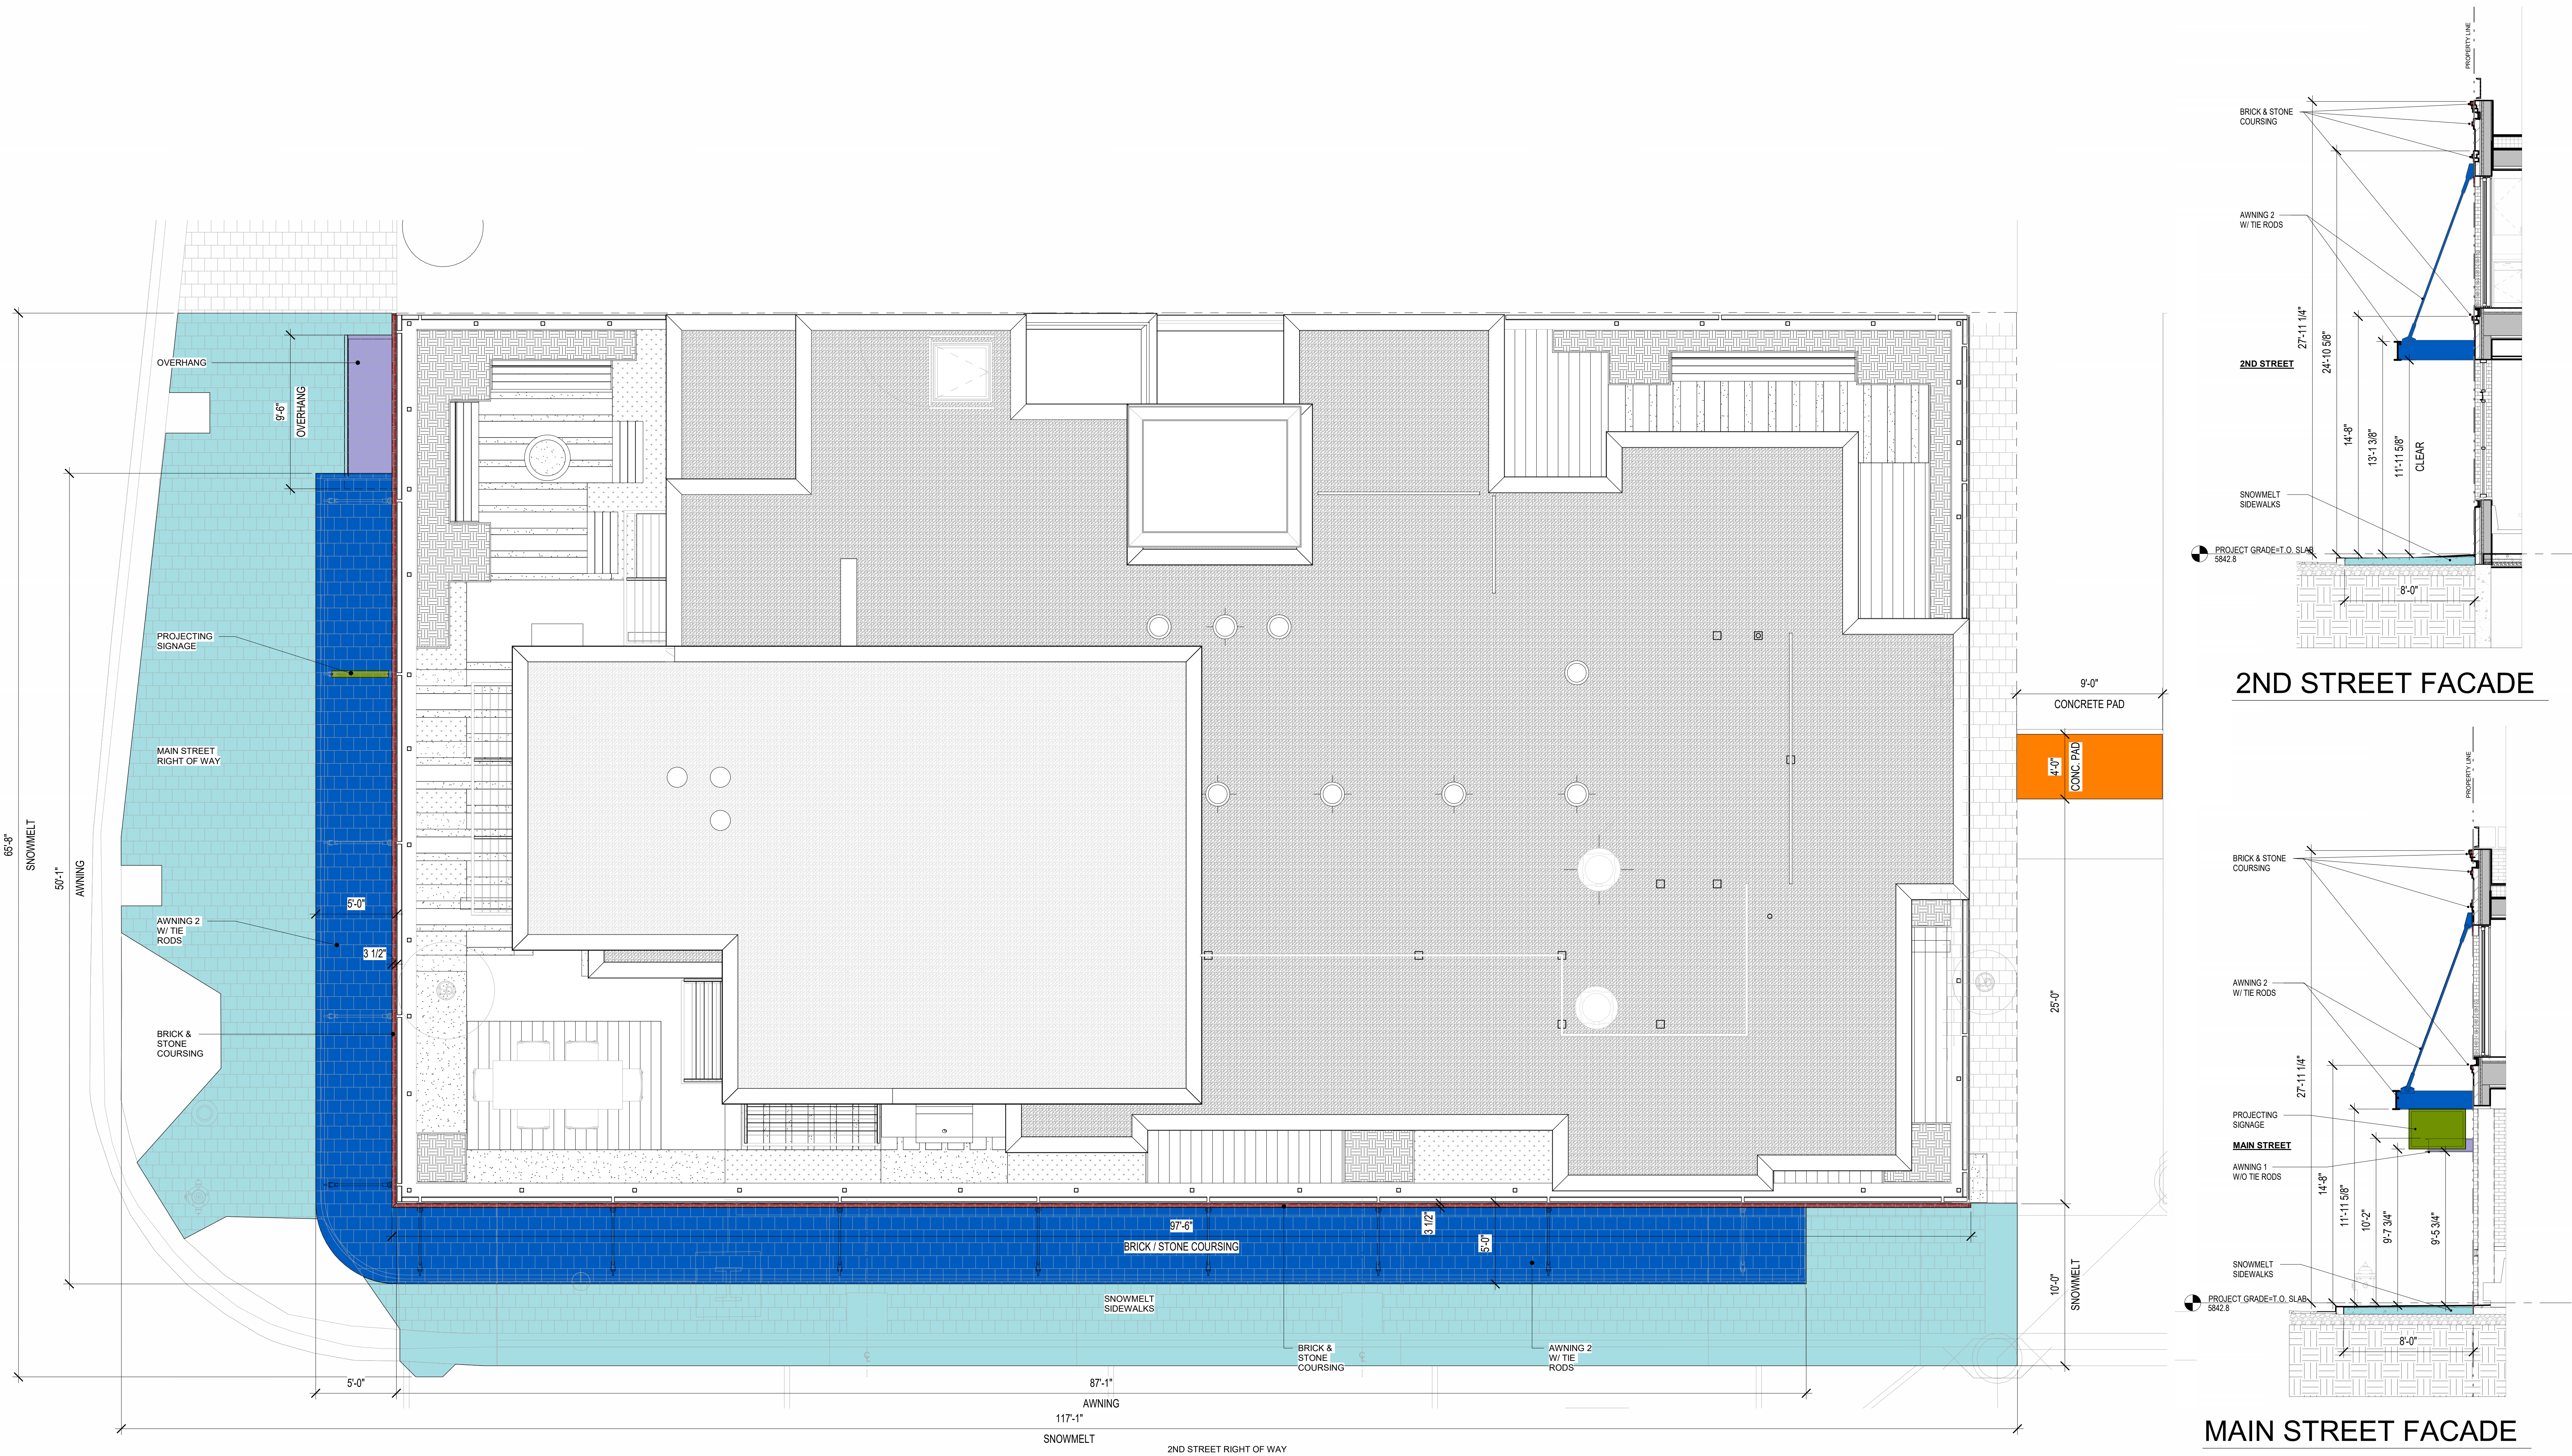 OVERHANG
9'-6"
OVERHANG
PROJECTING
SIGNAGE
MAIN STREET
RIGHT OF WAY
65'-8"
SNOWMELT
50'-1"
AWNING
5'-0"
AWNING 2
W/ TIE
RODS
3 1/2"
BRICK &
STONE
COURSING
97'-6"
BRICK / STONE COURSING
3 1/2"
5'-0"
SNOWMELT
SIDEWALKS
BRICK &
STONE
COURSING
AWNING 2
W/ TIE
RODS
5'-0"
87'-1"
AWNING
117'-1"
SNOWMELT
2ND STREET RIGHT OF WAY
9'-0"
CONCRETE PAD
4'-0"
CONC. PAD
25'-0"
10'-0"
SNOWMELT
PROPERTY LINE
BRICK & STONE
COURSING
AWNING 2
W/ TIE RODS
27'-11 1/4"
24'-10 5/8"
2ND STREET
14'-8"
13'-1 3/8"
11'-11 5/8"
CLEAR
SNOWMELT
SIDEWALKS
PROJECT GRADE=T.O. SLAB
5842.8
8'-0"
2ND STREET FACADE
PROPERTY LINE
BRICK & STONE
COURSING
AWNING 2
W/ TIE RODS
27'-11 1/4"
PROJECTING
SIGNAGE
MAIN STREET
AWNING 1
W/O TIE RODS
14'-8"
11'-11 5/8"
10'-2"
9'-7 3/4"
9'-5 3/4"
SNOWMELT
SIDEWALKS
PROJECT GRADE=T.O. SLAB
5842.8
8'-0"
MAIN STREET FACADE